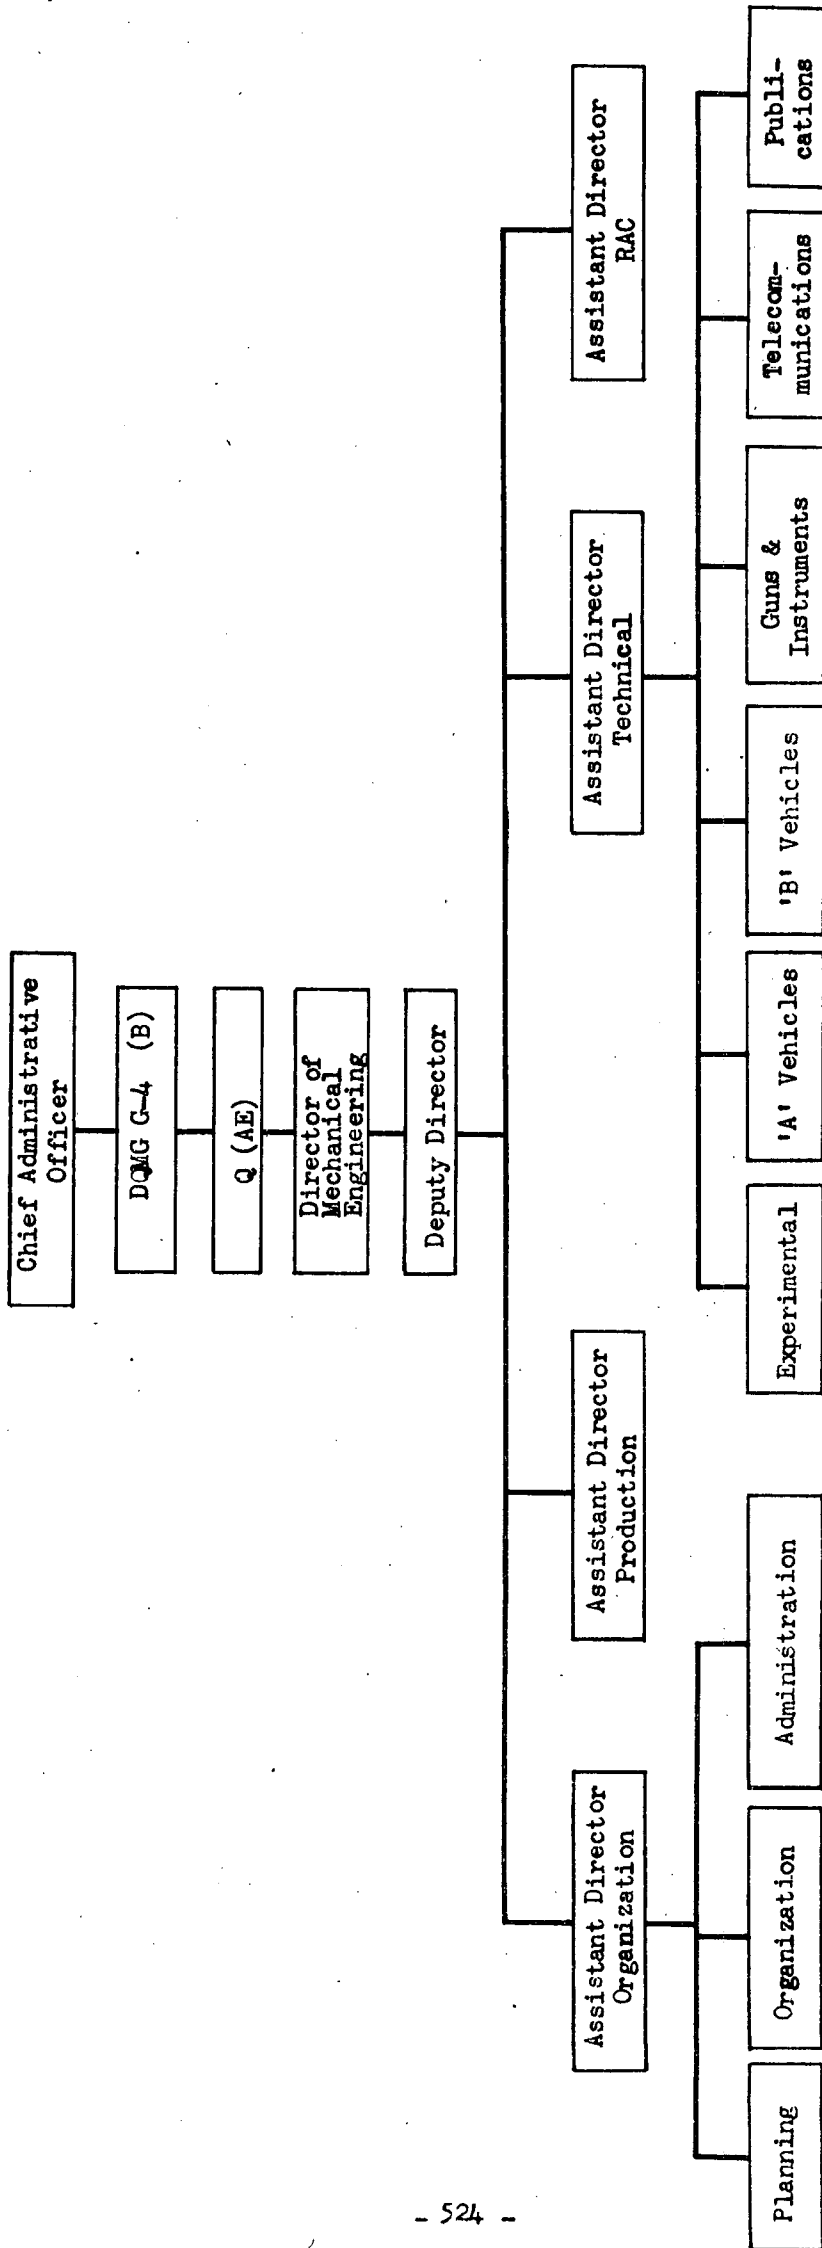 Chief Administrative
Officer
DQMG G-4 (B)
Q (AE)
Director of
Mechanical
Engineering
Deputy Director
Assistant Director
Organization
Assistant Director
Production
Assistant Director
Technical
Assistant Director
RAC
Planning
Organization
Administration
Experimental
'A' Vehicles
'B' Vehicles
Guns &
Instruments
Telecom-
munications
Publi-
cations
- 524 -